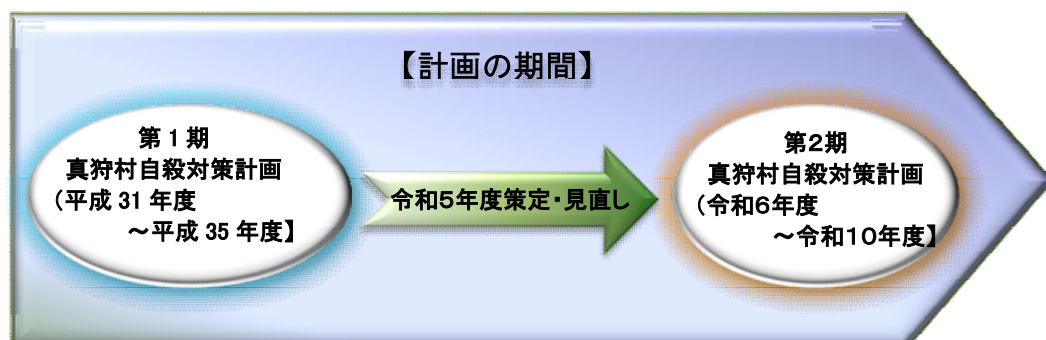 【計画の期間】
第1期
真狩村自殺対策計画
（平成 31 年度
～平成 35 年度】
令和５年度策定・見直し
第２期
真狩村自殺対策計画
（令和６年度
～令和１０年度】